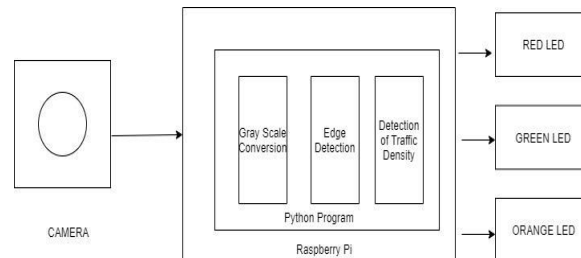 RED LED
Gray Scale
Conversion
Edge
Detection
Detection
of Traffic
Density
GREEN LED
Python Program
CAMERA
ORANGE LED
Raspberry Pi